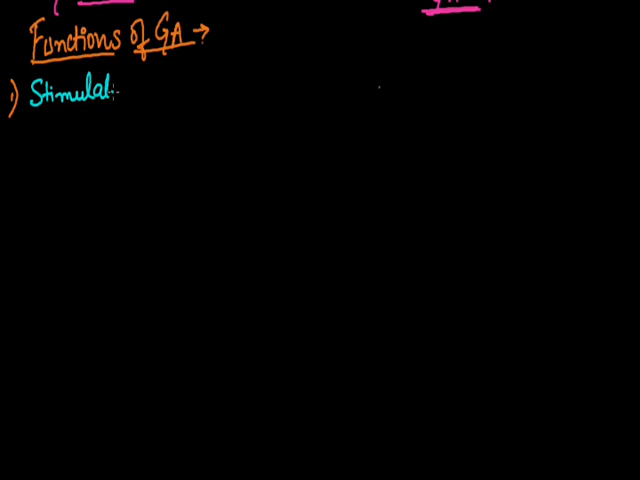 Functions of GA →
1) Stimulat